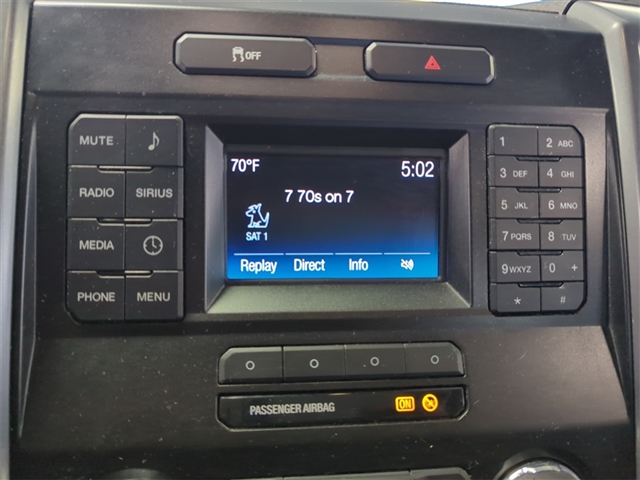 OFF
MUTE
RADIO SIRIUS
MEDIA
PHONE MENU
70°F 5:02
7 70s on 7
SAT 1
Replay Direct Info
1 2 ABC
3 DEF 4 GHI
5 JKL 6 MNO
7 PQRS 8 TUV
9 WXYZ 0 +
* #
PASSENGER AIRBAG ON